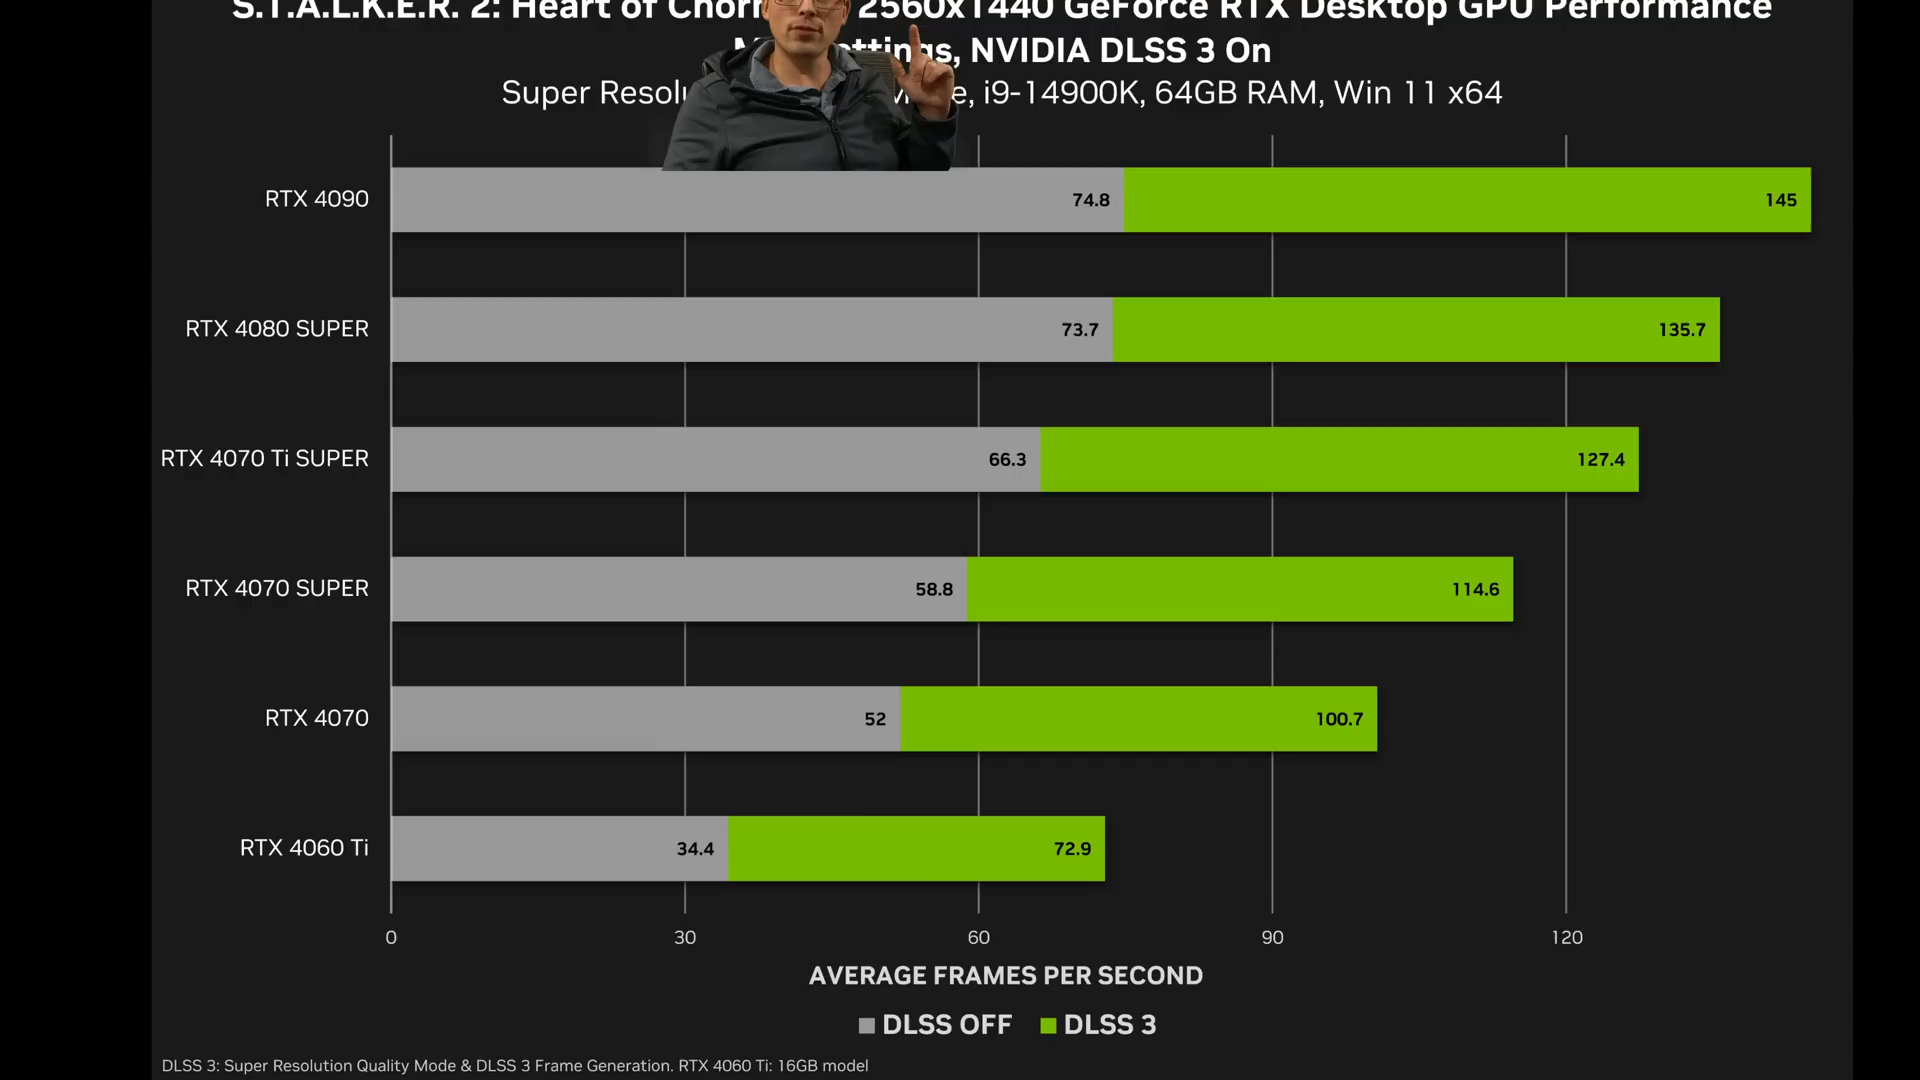 S.T.A.L.K.E.R. 2: Heart of 2560x1440 GeForce RTX Desktop GPU Performance
NVIDIA DLSS 3 On
Super i9-14900K, 64GB RAM, Win 11 x64
RTX 4090 74.8 145
RTX 4080 SUPER 73.7 135.7
RTX 4070 Ti SUPER 66.3 127.4
RTX 4070 SUPER 58.8 114.6
RTX 4070 52 100.7
RTX 4060 Ti 34.4 72.9
0 30 60 90 120
AVERAGE FRAMES PER SECOND
DLSS OFF DLSS 3
DLSS 3: Super Resolution Quality Mode & DLSS 3 Frame Generation. RTX 4060 Ti: 16GB model